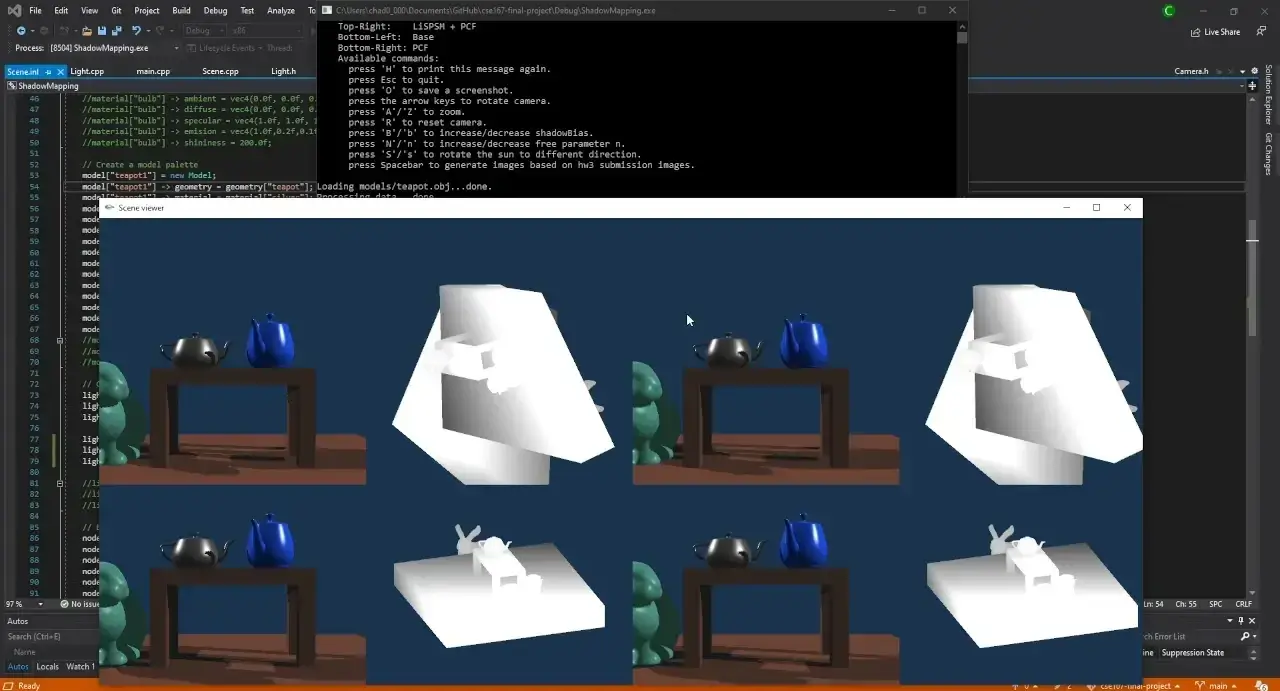 File Edit View Git Project Build Debug Test Analyze
C:\Users\chad0_000\Documents\GitHub\cse167-final-project\Debug\ShadowMapping.exe
Live Share
Debug x86
Process: [8504] ShadowMapping.exe Lifecycle Events Thread:
Scene.inl Light.cpp main.cpp Scene.cpp Light.h Camera.h
ShadowMapping
Top-Right: LiSPSM + PCF
Bottom-Left: Base
Bottom-Right: PCF
Available commands:
press 'H' to print this message again.
press Esc to quit.
press 'O' to save a screenshot.
press the arrow keys to rotate camera.
press 'A'/'Z' to zoom.
press 'R' to reset camera.
press 'B'/'b' to increase/decrease shadowBias.
press 'N'/'n' to increase/decrease free parameter n.
press 'S'/'s' to rotate the sun to different direction.
press Spacebar to generate images based on hw3 submission images.
Loading models/teapot.obj...done.
Processing data...done
46 //material["bulb"] -> ambient = vec4{0.0f, 0.0f, 0.
47 //material["bulb"] -> diffuse = vec4{0.0f, 0.0f, 0.
48 //material["bulb"] -> specular = vec4{1.0f, 1.0f, 1
49 //material["bulb"] -> emision = vec4{1.0f,0.2f,0.1f
50 //material["bulb"] -> shininess = 200.0f;
51
52 // Create a model palette
53 model["teapot1"] = new Model;
54 model["teapot1"] -> geometry = geometry["teapot"];
55 model["teapot1"] -> material = material["silver"];
56 mode
57 mode
58 mode
59 mode
60 mode
61 mode
62 mode
63 mode
64 mode
65 mode
66 mode
67 mode
68 //mo
69 //mo
70 //mo
71
72 // C
73 ligh
74 ligh
75 ligh
76
77 ligh
78 ligh
79 ligh
80
81 //li
82 //li
83 //li
84
85 //
86 node
87 node
88 node
89 node
90 node
91 node
Scene viewer
Solution Explorer
Git Changes
97 % No issu
Ln: 54 Ch: 55 SPC CRLF
Autos
Search (Ctrl+E)
Name
Autos Locals Watch 1
ch Error List
ine Suppression State
Ready
cse167-final-project main